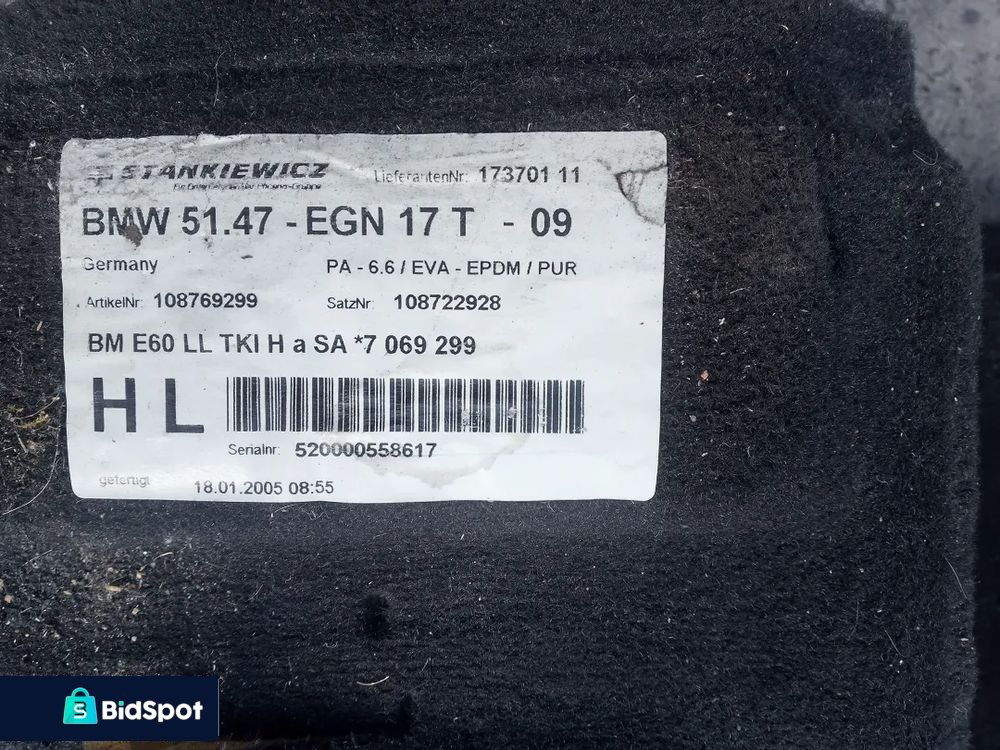 STANKIEWICZ LieferantenNr: 173701 11
BMW 51.47 - EGN 17 T - 09
Germany PA - 6.6 / EVA - EPDM / PUR
ArtikelNr: 108769299 SatzNr: 108722928
BM E60 LL TKI H a SA *7 069 299
HL
Serialnr: 520000558617
gefertigt 18.01.2005 08:55
S BidSpot